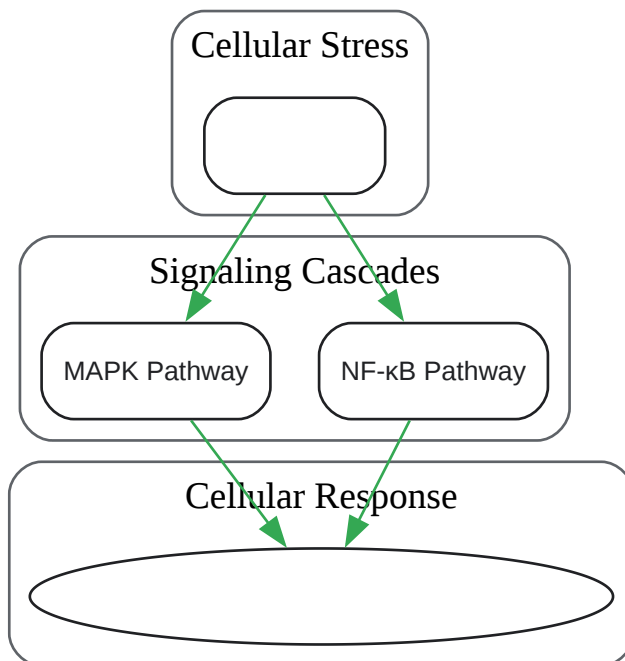 Cellular Stress
Signaling Cascades
MAPK Pathway
NF-κB Pathway
Cellular Response